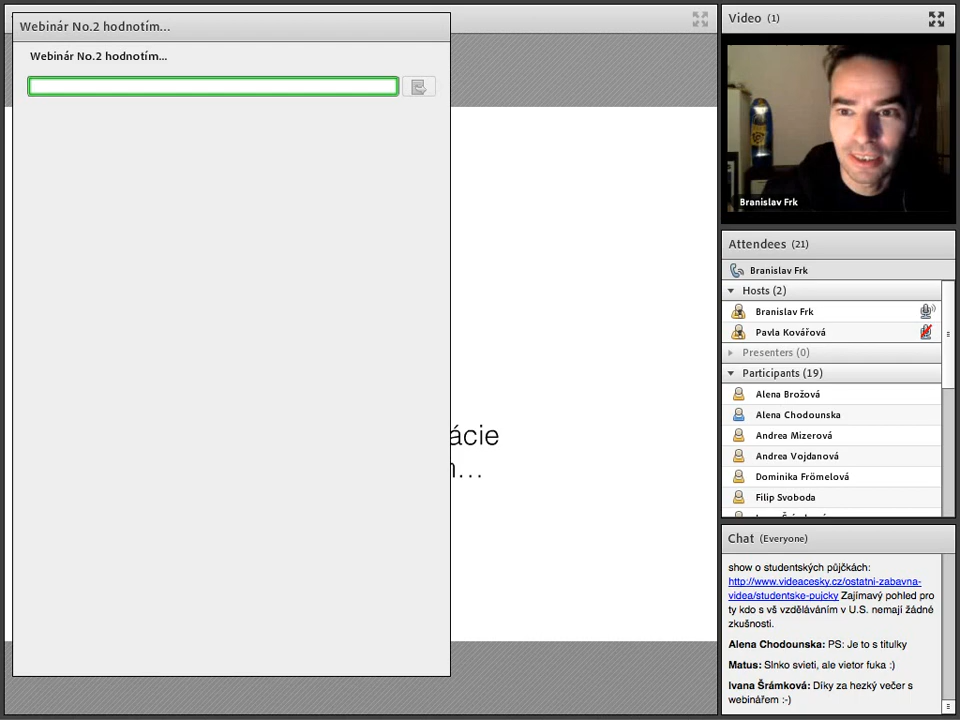 Webinár No.2 hodnotím...
Webinár No.2 hodnotím...
ácie
...
Video (1)
Branislav Frk
Attendees (21)
Branislav Frk
Hosts (2)
Branislav Frk
Pavla Kovářová
Presenters (0)
Participants (19)
Alena Brožová
Alena Chodounska
Andrea Mizerová
Andrea Vojdanová
Dominika Frömelová
Filip Svoboda
Chat (Everyone)
show o studentských půjčkách:
http://www.videacesky.cz/ostatni-zabavna-
videa/studentske-pujcky Zajímavý pohled pro
ty kdo s vš vzděláváním v U.S. nemají žádné
zkušnosti.
Alena Chodounska: PS: Je to s titulky
Matus: Slnko svieti, ale vietor fuka :)
Ivana Šrámková: Díky za hezký večer s
webinářem :-)